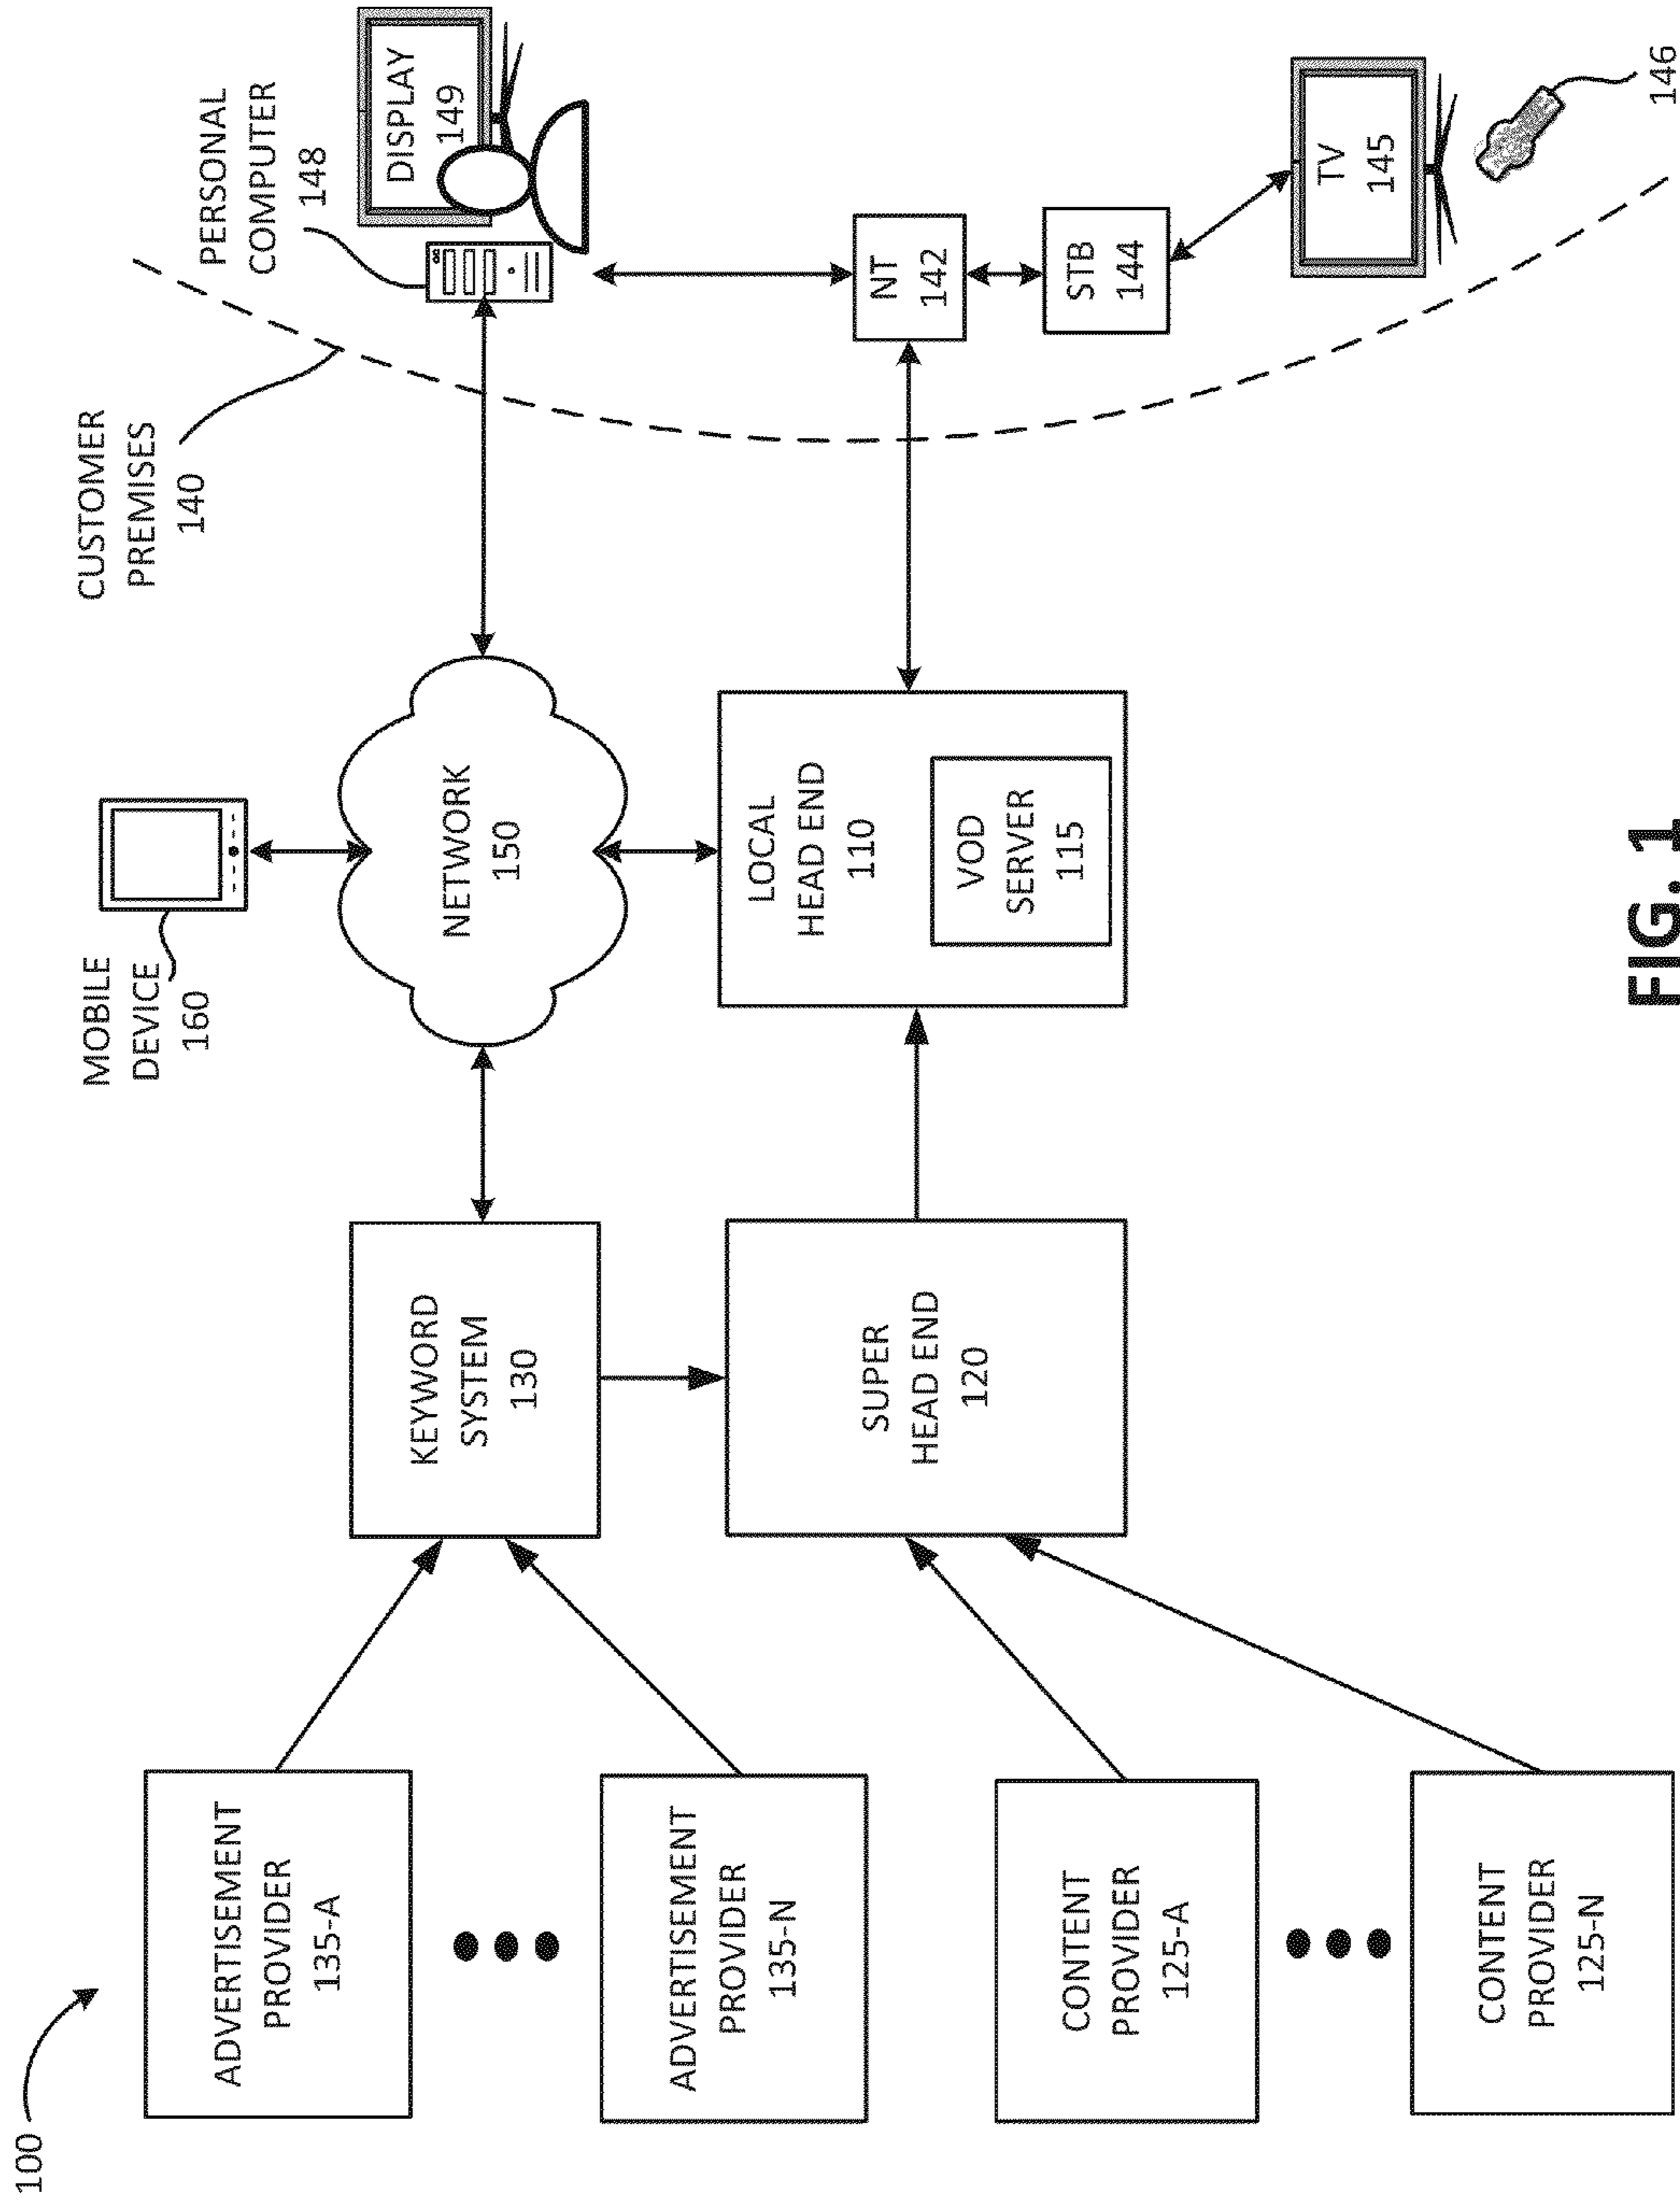 100
ADVERTISEMENT
PROVIDER
135-A
ADVERTISEMENT
PROVIDER
135-N
CONTENT
PROVIDER
125-A
CONTENT
PROVIDER
125-N
KEYWORD
SYSTEM
130
SUPER
HEAD END
120
MOBILE
DEVICE
160
NETWORK
150
LOCAL
HEAD END
110
VOD
SERVER
115
CUSTOMER
PREMISES
140
PERSONAL
COMPUTER
148
DISPLAY
149
NT
142
STB
144
TV
145
146
FIG. 1